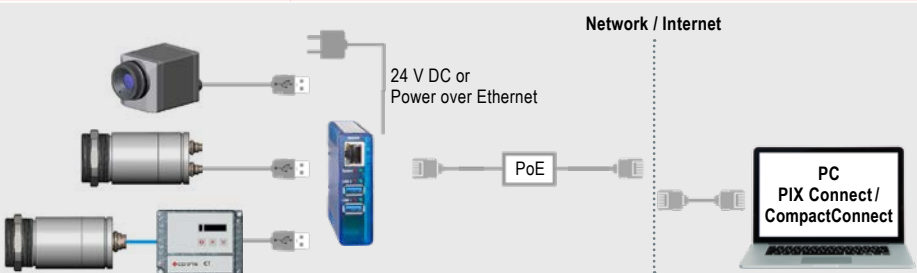 Network / Internet
24 V DC or
Power over Ethernet
PoE
PC
PIX Connect /
CompactConnect